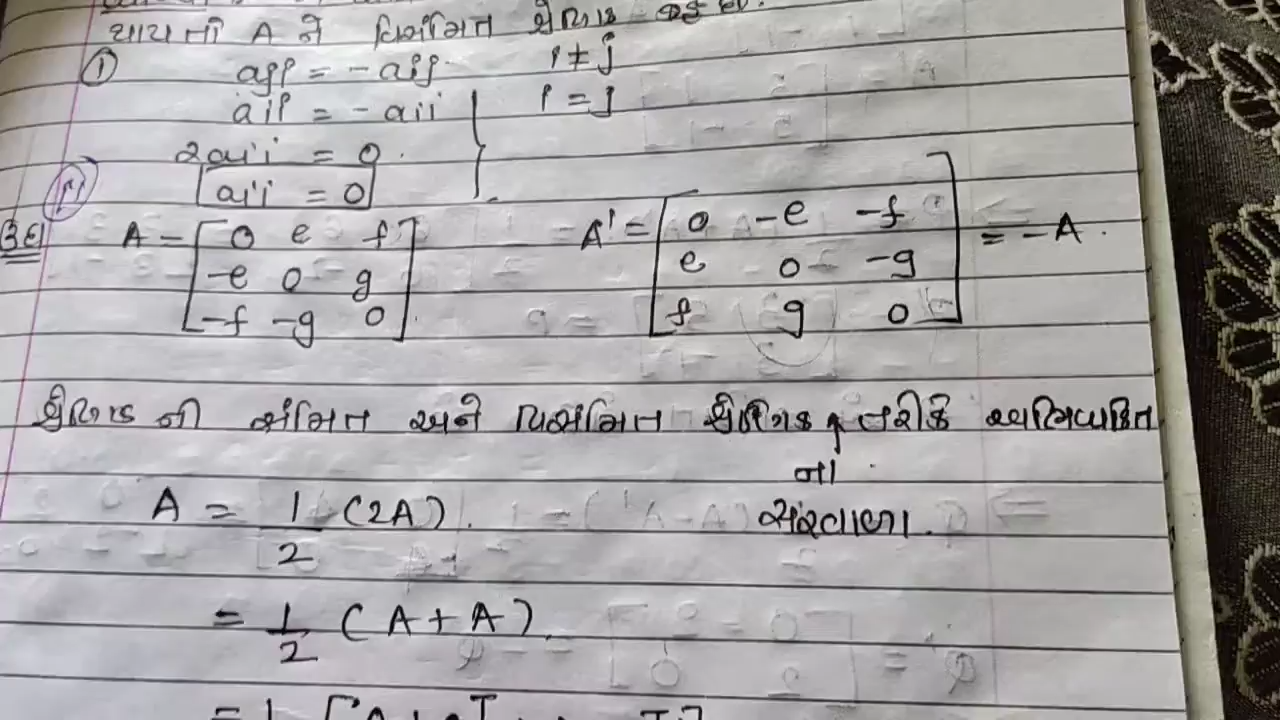 થાય તો A ને વિસંમિત શ્રેણિક કહે છે.
① aji = -aij i ≠ j
aii = -aii i = j
2aii = 0
aii = 0
A = [ 0 e f A' = [ 0 -e -f
-e 0 g e 0 -g = -A.
-f -g 0 ] f g 0 ]
શ્રેણિક ની સંમિત અને વિસંમિત શ્રેણિક તરીકે અભિવ્યક્તિ
ના
સરવાળા.
A = 1/2 (2A).
= 1/2 (A + A).